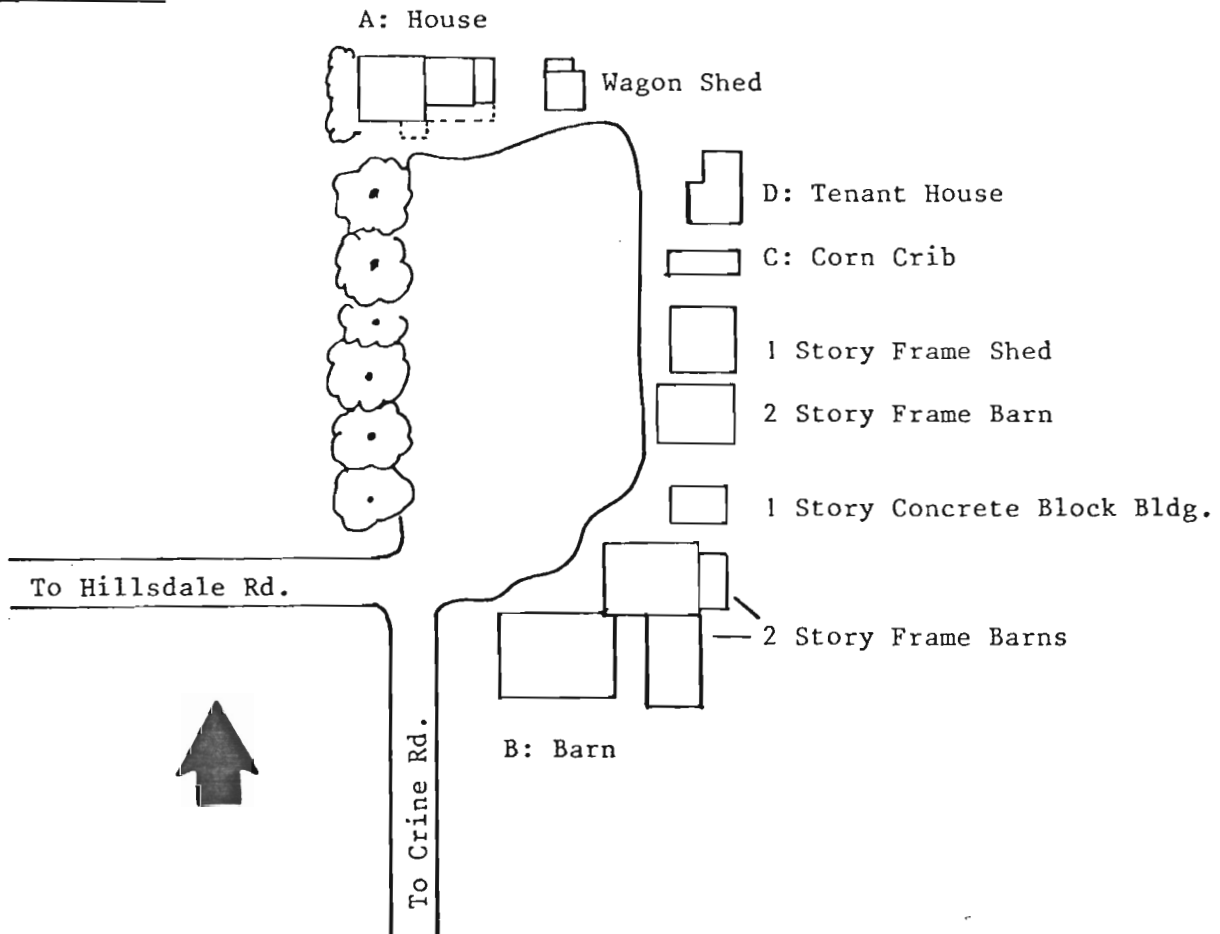 A: House
Wagon Shed
D: Tenant House
C: Corn Crib
1 Story Frame Shed
2 Story Frame Barn
1 Story Concrete Block Bldg.
To Hillsdale Rd.
2 Story Frame Barns
B: Barn
To Crine Rd.